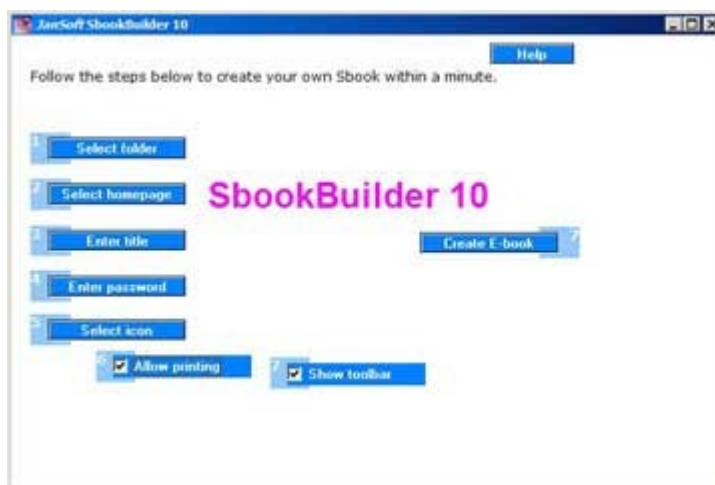 JanSoft SbookBuilder 10
Help
Follow the steps below to create your own Sbook within a minute.
1 Select folder
2 Select homepage
SbookBuilder 10
3 Enter title
Create E-book 7
4 Enter password
5 Select icon
6 Allow printing
7 Show toolbar